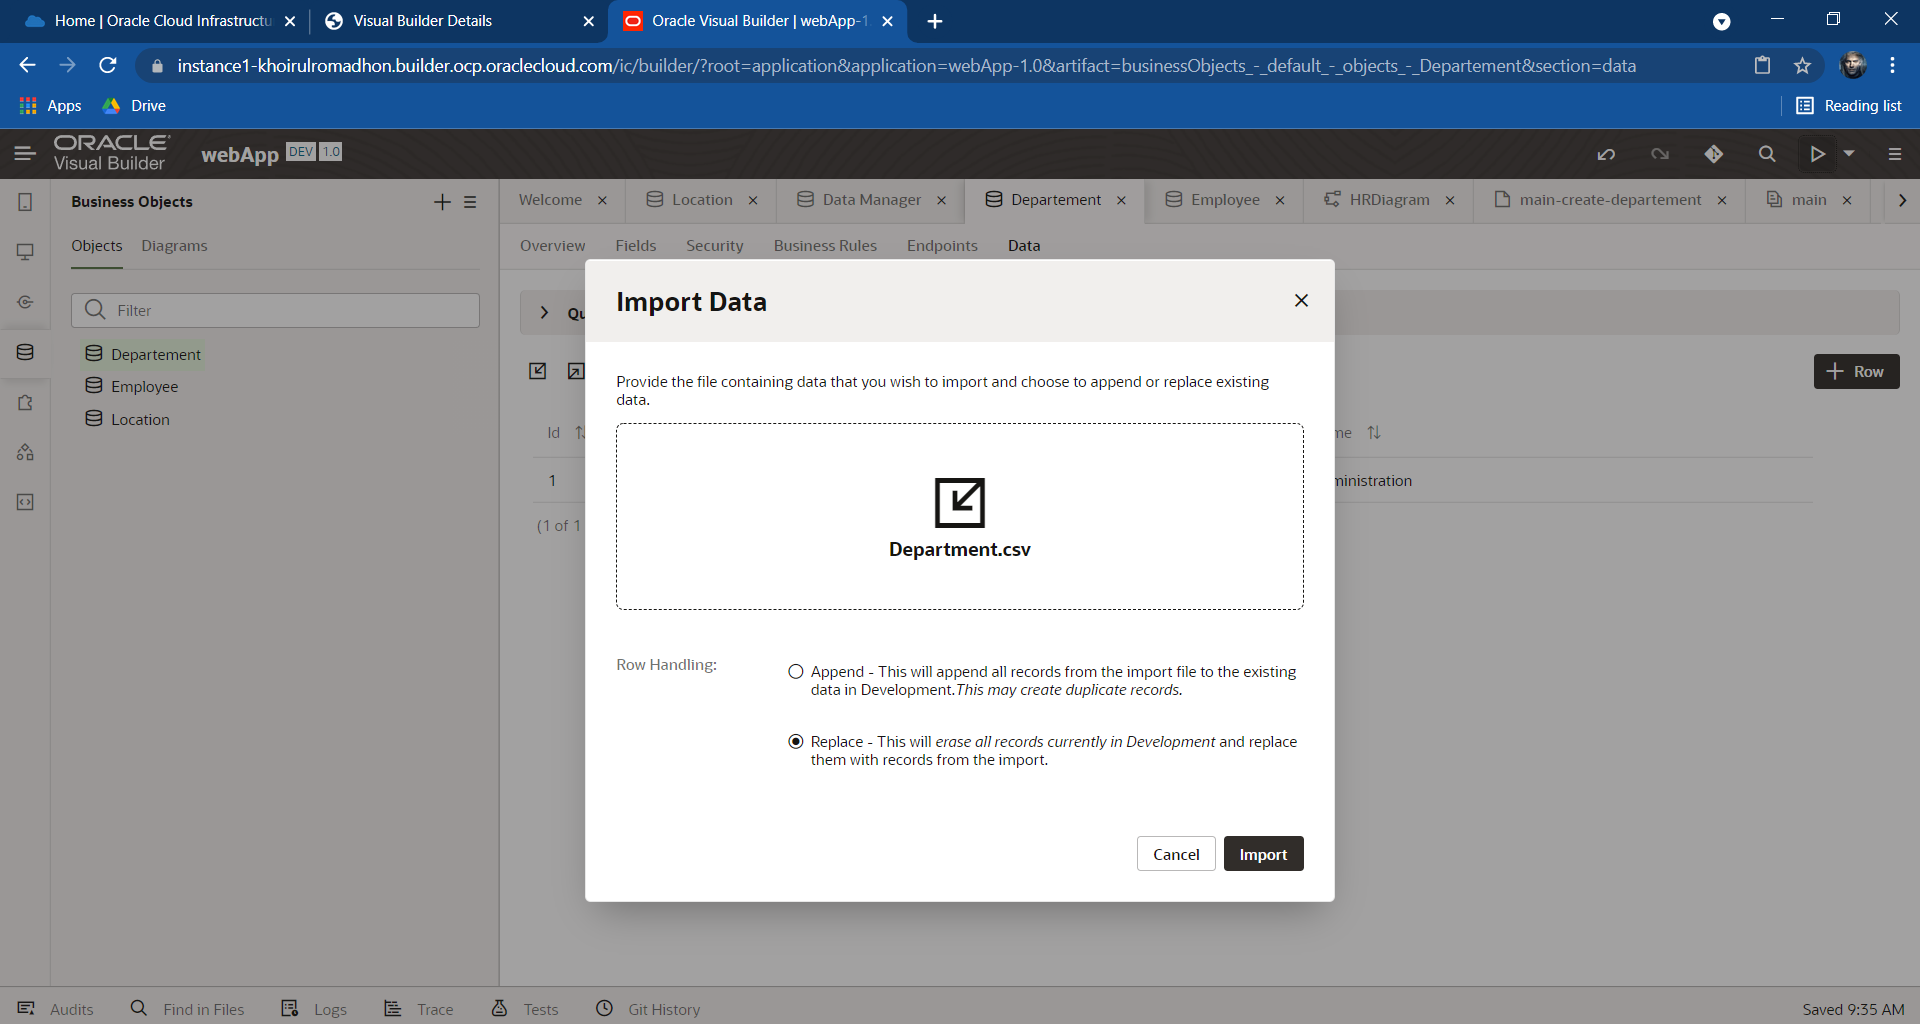 Home | Oracle Cloud Infrastructu
Visual Builder Details
Oracle Visual Builder | webApp-1
instance1-khoirulromadhon.builder.ocp.oraclecloud.com/ic/builder/?root=application&application=webApp-1.0&artifact=businessObjects_-_default_-_objects_-_Departement&section=data
Apps
Drive
Reading list
ORACLE
Visual Builder
webApp DEV 1.0
Business Objects
Objects
Diagrams
Filter
Departement
Employee
Location
Welcome
Location
Data Manager
Departement
Employee
HRDiagram
main-create-departement
main
Overview
Fields
Security
Business Rules
Endpoints
Data
Qu
Row
Id
me
1
ministration
(1 of 1
Import Data
Provide the file containing data that you wish to import and choose to append or replace existing
data.
Department.csv
Row Handling:
Append - This will append all records from the import file to the existing
data in Development.This may create duplicate records.
Replace - This will erase all records currently in Development and replace
them with records from the import.
Cancel
Import
Audits
Find in Files
Logs
Trace
Tests
Git History
Saved 9:35 AM